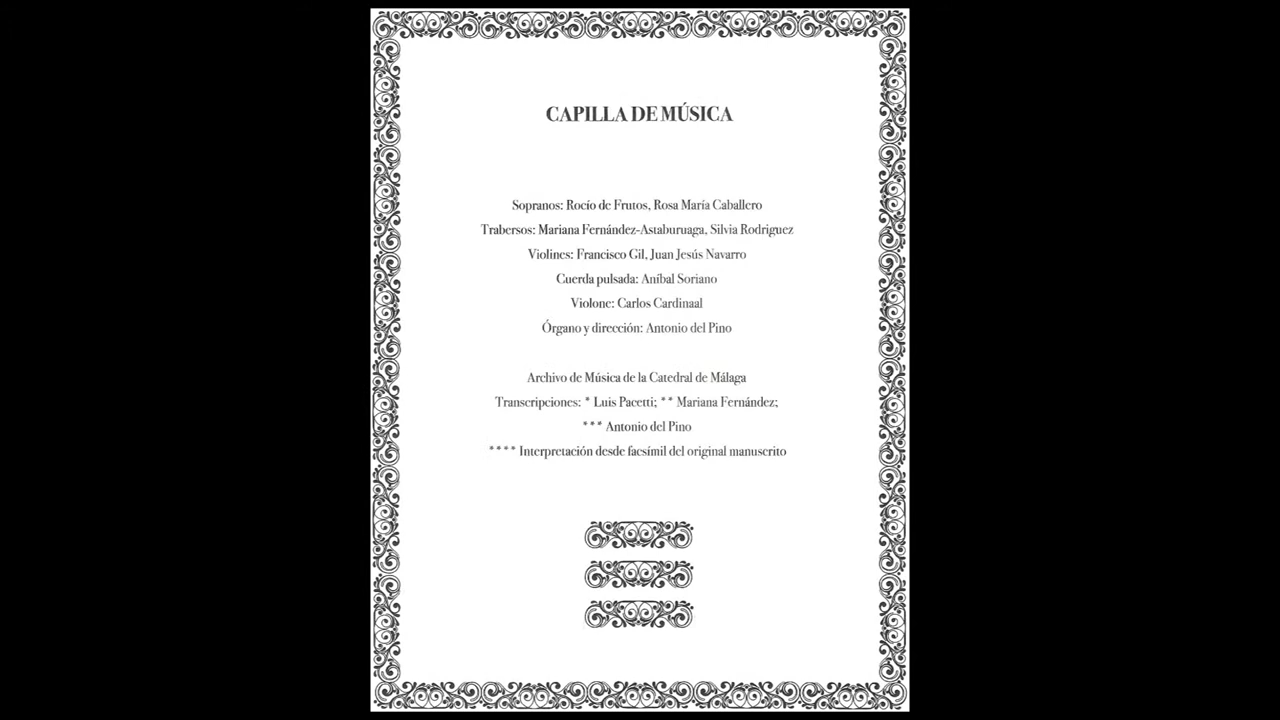 CAPILLA DE MÚSICA
Sopranos: Rocío de Frutos, Rosa María Caballero
Trabersos: Mariana Fernández-Astaburuaga, Silvia Rodriguez
Violines: Francisco Gil, Juan Jesús Navarro
Cuerda pulsada: Aníbal Soriano
Violone: Carlos Cardinaal
Órgano y dirección: Antonio del Pino
Archivo de Música de la Catedral de Málaga
Transcripciones: * Luis Pacetti; ** Mariana Fernández;
*** Antonio del Pino
**** Interpretación desde facsímil del original manuscrito